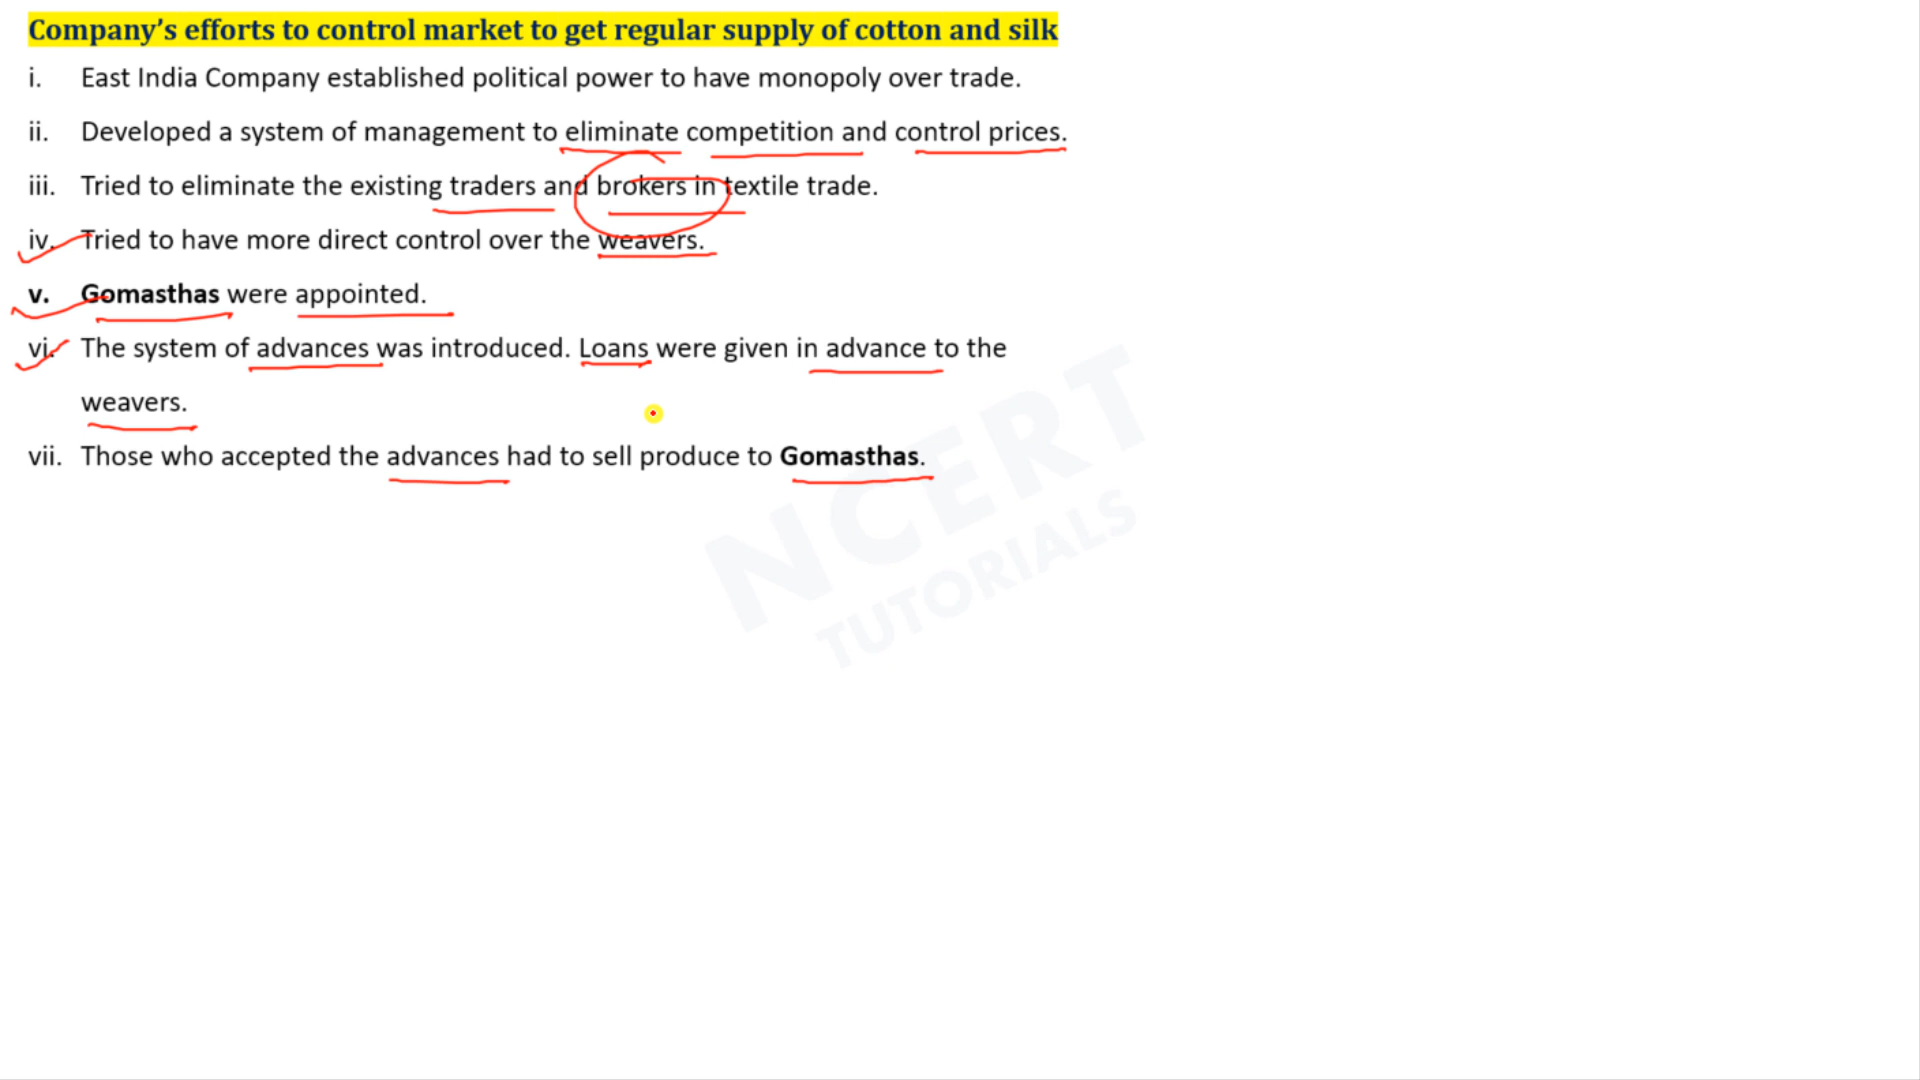 Company’s efforts to control market to get regular supply of cotton and silk
i. East India Company established political power to have monopoly over trade.
ii. Developed a system of management to eliminate competition and control prices.
iii. Tried to eliminate the existing traders and brokers in textile trade.
iv. Tried to have more direct control over the weavers.
v. Gomasthas were appointed.
vi. The system of advances was introduced. Loans were given in advance to the
weavers.
vii. Those who accepted the advances had to sell produce to Gomasthas.
NCERT
TUTORIALS